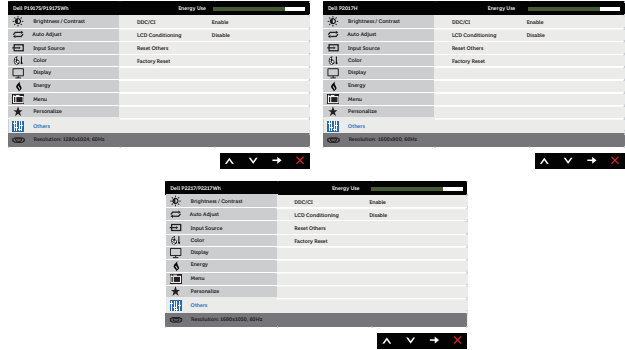 Dell P1917S/P1917SWh Energy Use
Brightness / Contrast DDC/CI Enable
Auto Adjust LCD Conditioning Disable
Input Source Reset Others
Color Factory Reset
Display
Energy
Menu
Personalize
Others
Resolution: 1280x1024, 60Hz
Dell P2017H Energy Use
Brightness / Contrast DDC/CI Enable
Auto Adjust LCD Conditioning Disable
Input Source Reset Others
Color Factory Reset
Display
Energy
Menu
Personalize
Others
Resolution: 1600x900, 60Hz
Dell P2217/P2217Wh Energy Use
Brightness / Contrast DDC/CI Enable
Auto Adjust LCD Conditioning Disable
Input Source Reset Others
Color Factory Reset
Display
Energy
Menu
Personalize
Others
Resolution: 1680x1050, 60Hz